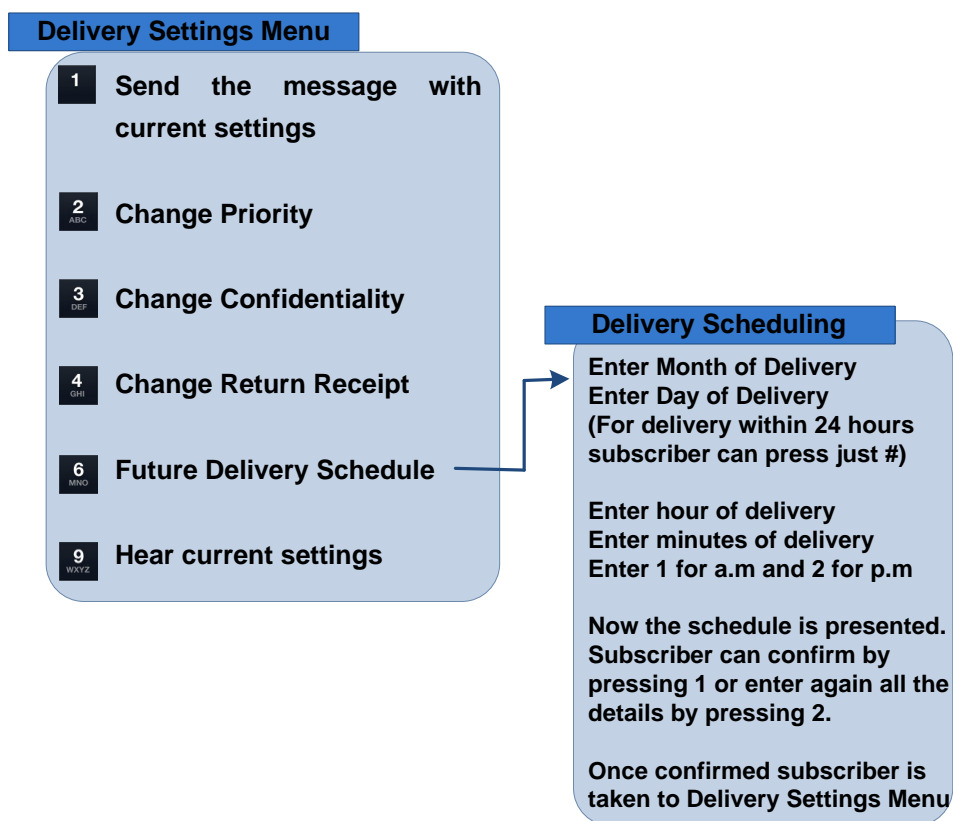 Delivery Settings Menu
1
Send the message with
current settings
2
ABC
Change Priority
3
DEF
Change Confidentiality
4
GHI
Change Return Receipt
6
MNO
Future Delivery Schedule
9
WXYZ
Hear current settings
Delivery Scheduling
Enter Month of Delivery
Enter Day of Delivery
(For delivery within 24 hours
subscriber can press just #)
Enter hour of delivery
Enter minutes of delivery
Enter 1 for a.m and 2 for p.m
Now the schedule is presented.
Subscriber can confirm by
pressing 1 or enter again all the
details by pressing 2.
Once confirmed subscriber is
taken to Delivery Settings Menu